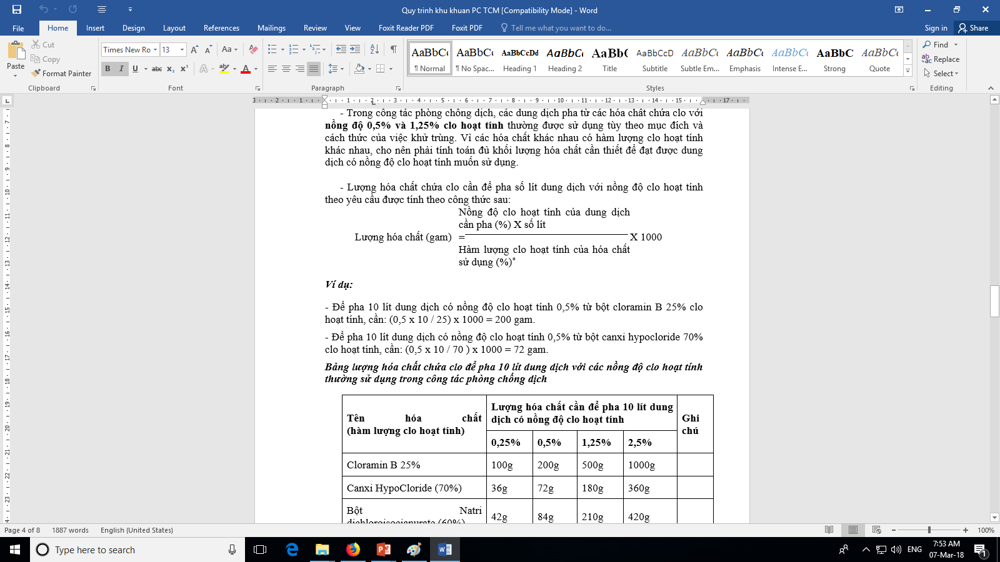 Quy trinh khu khuan PC TCM [Compatibility Mode] - Word
File Home Insert Design Layout References Mailings Review View Foxit Reader PDF Foxit PDF Tell me what you want to do... Sign in Share
Paste
Cut
Copy
Format Painter
Clipboard
Times New Ro 13
B I U abc x₂ x²
Font
Paragraph
AaBbCc AaBbCc AaBbCcDd AaBbCc AaBbC AaBbCcD AaBbCc AaBbCc AaBbCc AaBbC AaBbCc
¶ Normal ¶ No Spac... Heading 1 Heading 2 Title Subtitle Subtle Em... Emphasis Intense E... Strong Quote
Styles
Find
Replace
Select
Editing
3 2 1 1 2 3 4 5 6 7 8 9 10 11 12 13 14 15 17
- Trong công tác phòng chống dịch, các dung dịch pha từ các hóa chất chứa clo với
nồng độ 0,5% và 1,25% clo hoạt tính thường được sử dụng tùy theo mục đích và
cách thức của việc khử trùng. Vì các hóa chất khác nhau có hàm lượng clo hoạt tính
khác nhau, cho nên phải tính toán đủ khối lượng hóa chất cần thiết để đạt được dung
dịch có nồng độ clo hoạt tính muốn sử dụng.
- Lượng hóa chất chứa clo cần để pha số lít dung dịch với nồng độ clo hoạt tính
theo yêu cầu được tính theo công thức sau:
Nồng độ clo hoạt tính của dung dịch
cần pha (%) X số lít
Lượng hóa chất (gam) = X 1000
Hàm lượng clo hoạt tính của hóa chất
sử dụng (%)*
Ví dụ:
- Để pha 10 lít dung dịch có nồng độ clo hoạt tính 0,5% từ bột cloramin B 25% clo
hoạt tính, cần: (0,5 x 10 / 25) x 1000 = 200 gam.
- Để pha 10 lít dung dịch có nồng độ clo hoạt tính 0,5% từ bột canxi hypocloride 70%
clo hoạt tính, cần: (0,5 x 10 / 70 ) x 1000 = 72 gam.
Bảng lượng hóa chất chứa clo để pha 10 lít dung dịch với các nồng độ clo hoạt tính
thường sử dụng trong công tác phòng chống dịch
Tên hóa chất
(hàm lượng clo hoạt tính)
Lượng hóa chất cần để pha 10 lít dung
dịch có nồng độ clo hoạt tính
Ghi
chú
0,25% 0,5% 1,25% 2,5%
Cloramin B 25% 100g 200g 500g 1000g
Canxi HypoCloride (70%) 36g 72g 180g 360g
Bột Natri
dichloroisocianurate (60%) 42g 84g 210g 420g
Page 4 of 8 1887 words English (United States) 100%
Type here to search
ENG
7:53 AM
07-Mar-18
1